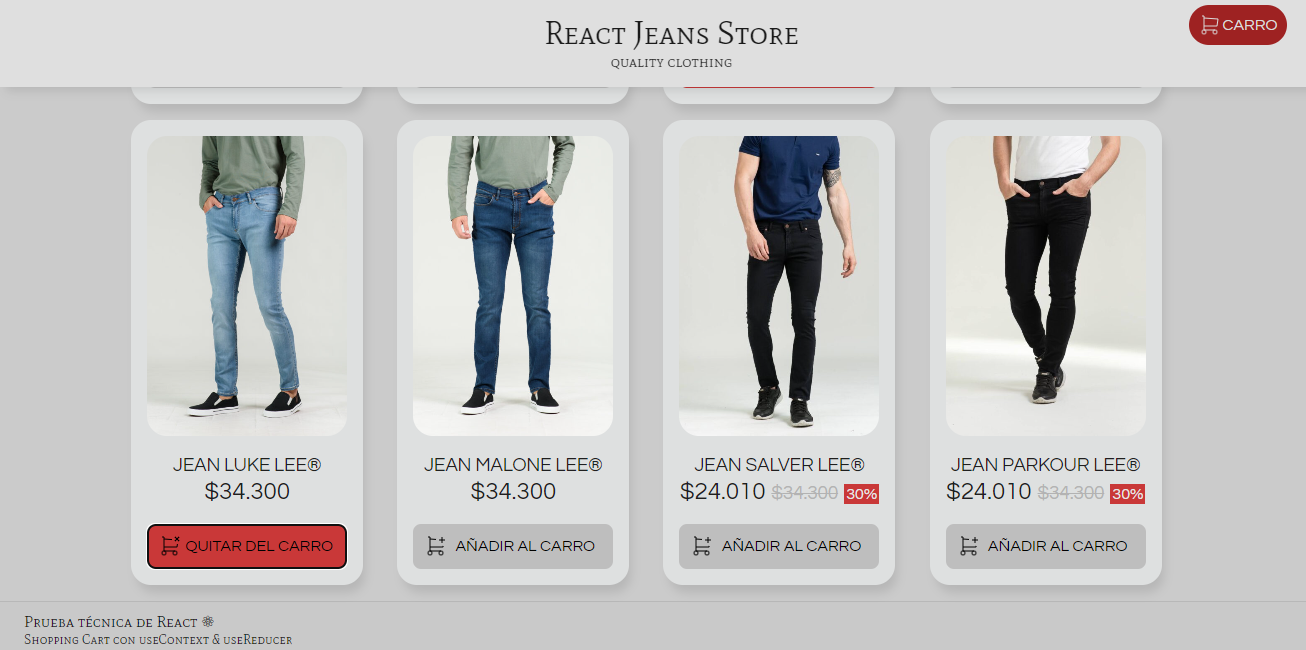 React Jeans Store
QUALITY CLOTHING
CARRO
JEAN LUKE LEE®
$34.300
QUITAR DEL CARRO
JEAN MALONE LEE®
$34.300
AÑADIR AL CARRO
JEAN SALVER LEE®
$24.010 $34.300 30%
AÑADIR AL CARRO
JEAN PARKOUR LEE®
$24.010 $34.300 30%
AÑADIR AL CARRO
Prueba técnica de React ⚛
Shopping Cart con useContext & useReducer